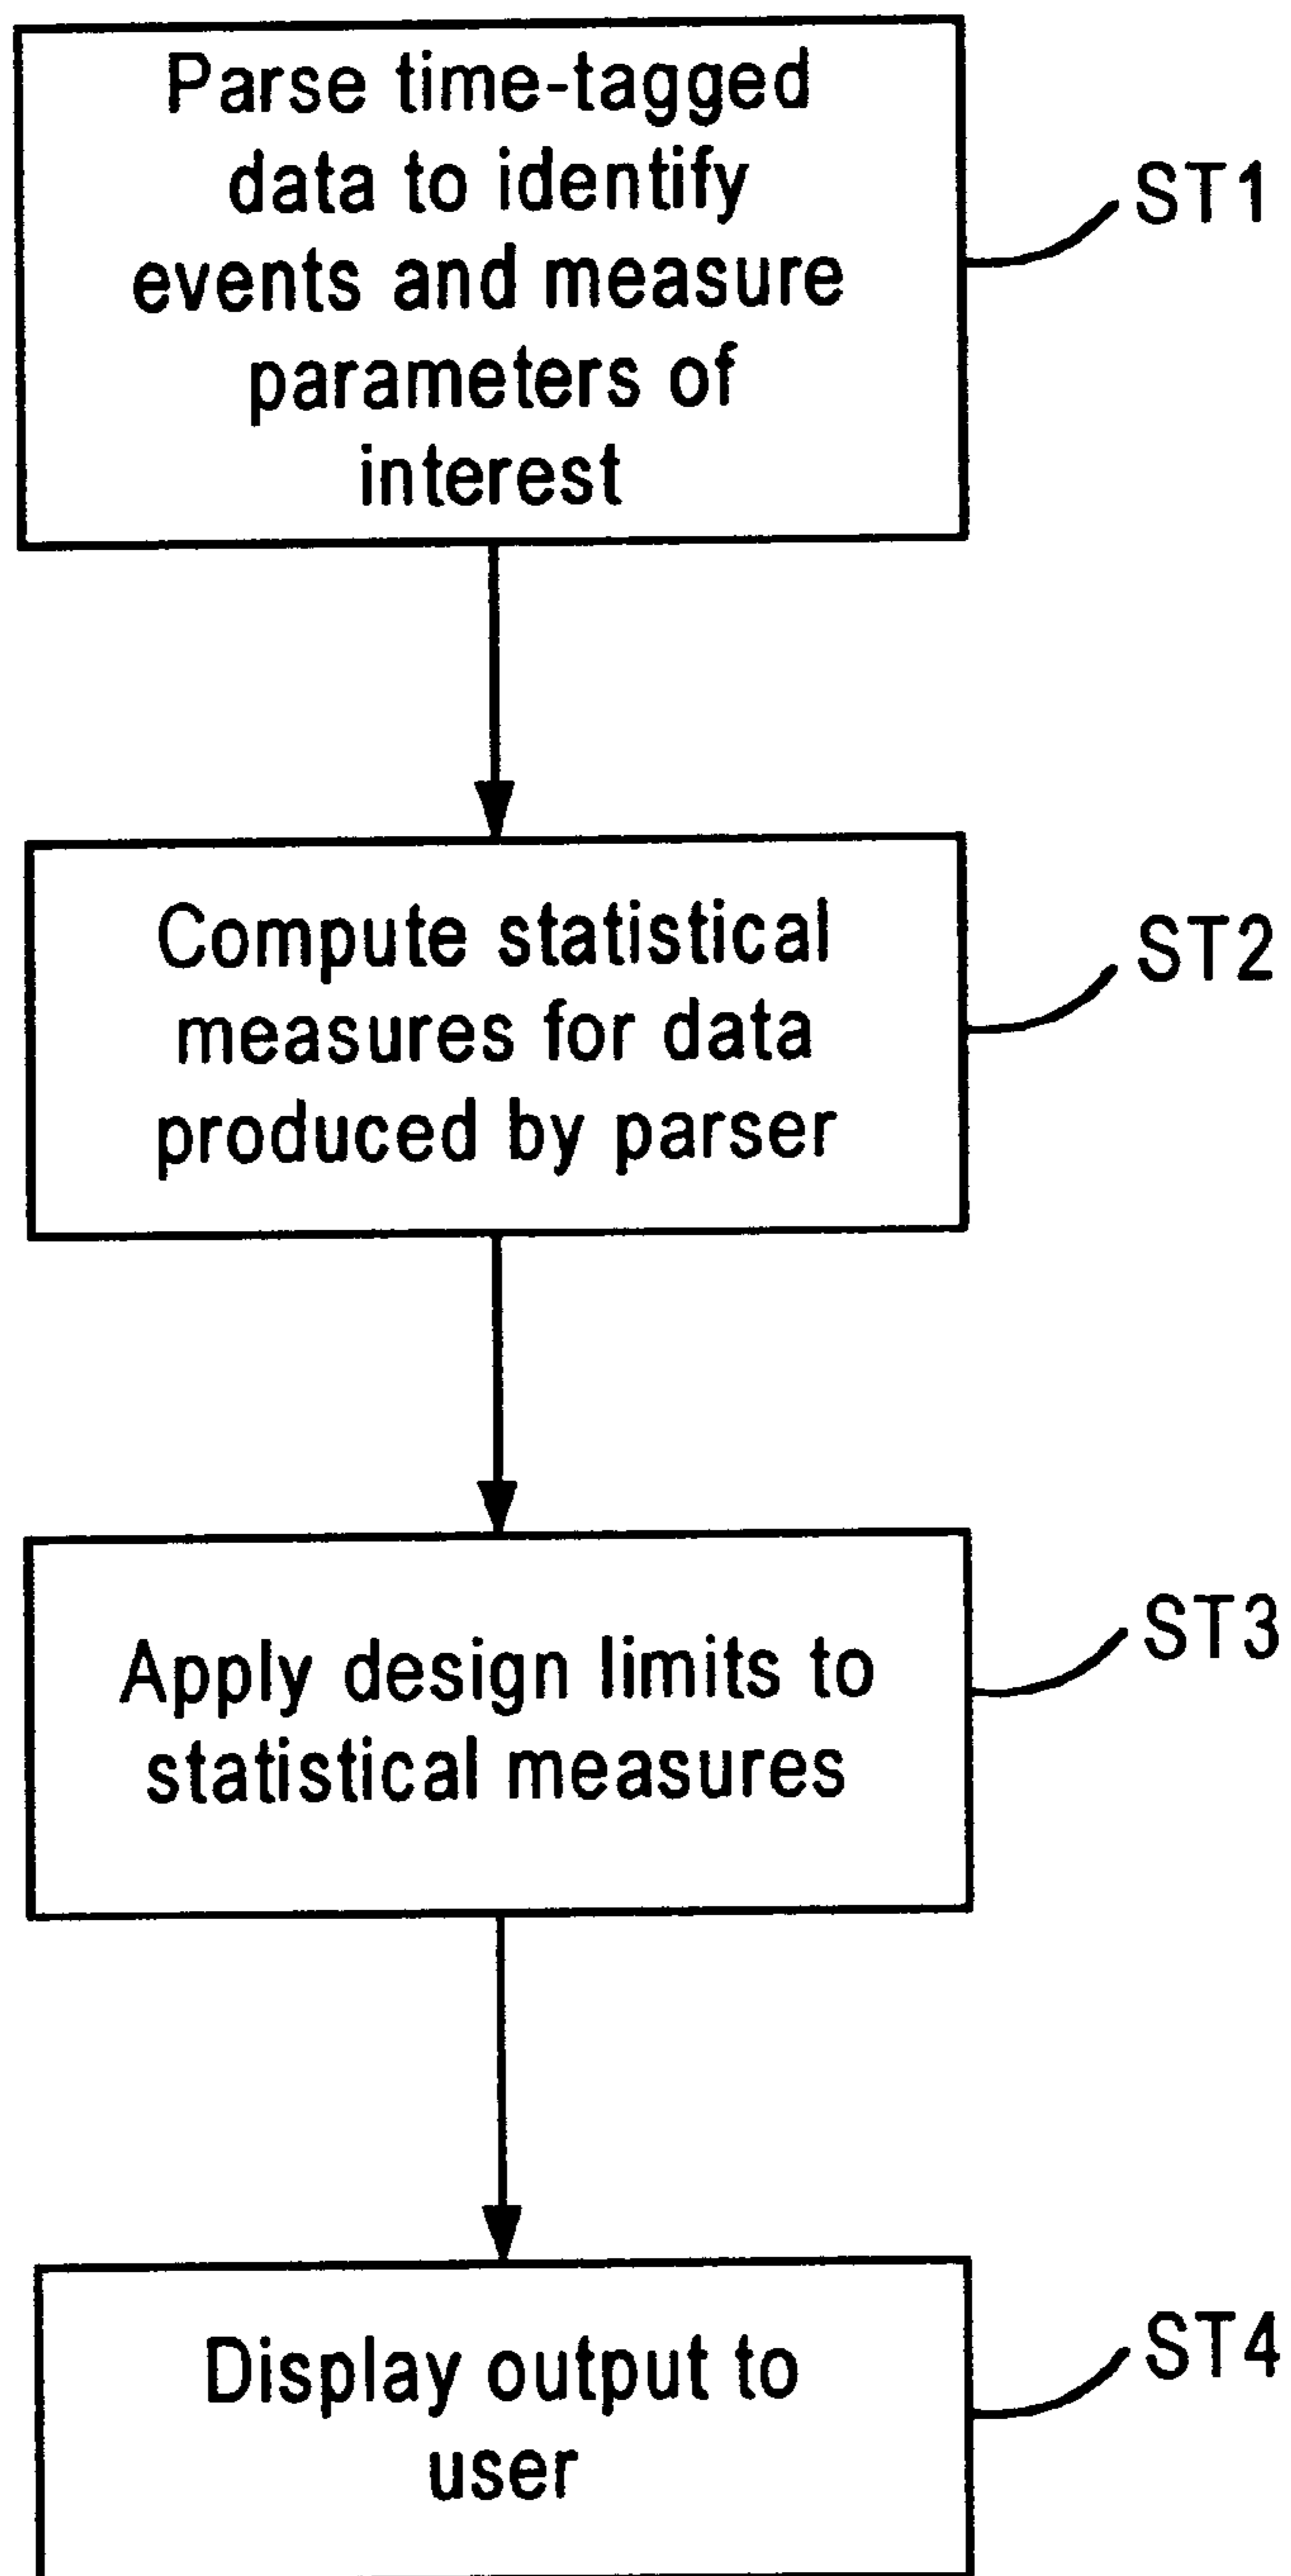 Parse time-tagged
data to identify
events and measure
parameters of
interest
ST1
Compute statistical
measures for data
produced by parser
ST2
Apply design limits to
statistical measures
ST3
Display output to
user
ST4